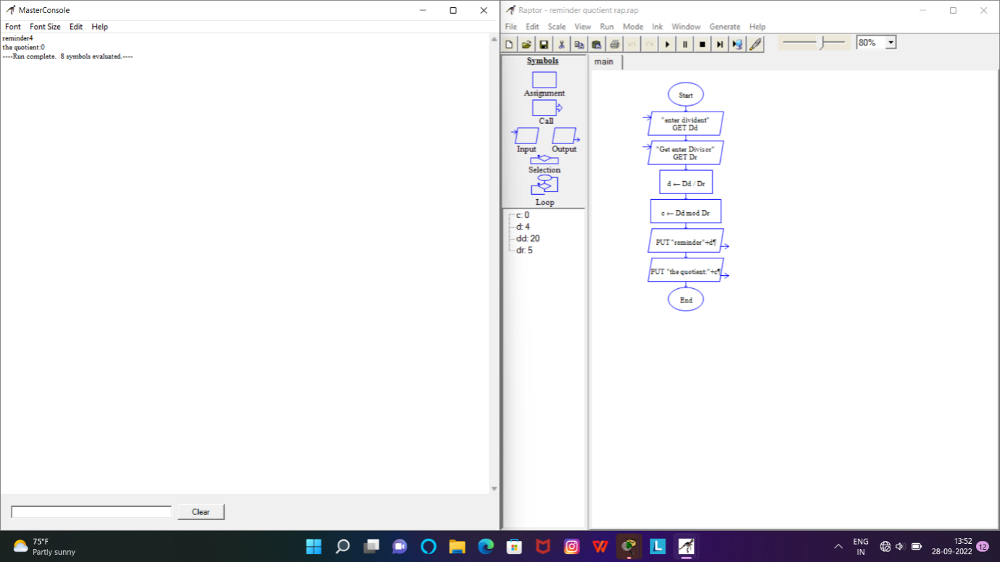 MasterConsole
Font Font Size Edit Help
reminder4
the quotient:0
----Run complete. 8 symbols evaluated.----
Clear
Raptor - reminder quotient rap.rap
File Edit Scale View Run Mode Ink Window Generate Help
80%
Symbols
Assignment
Call
Input Output
Selection
Loop
c: 0
d: 4
dd: 20
dr: 5
main
Start
"enter divident"
GET Dd
"Get enter Divisor"
GET Dr
d ← Dd / Dr
c ← Dd mod Dr
PUT "reminder"+d¶
PUT "the quotient:"+c¶
End
75°F
Partly sunny
W
L
ENG
IN
13:52
28-09-2022
12